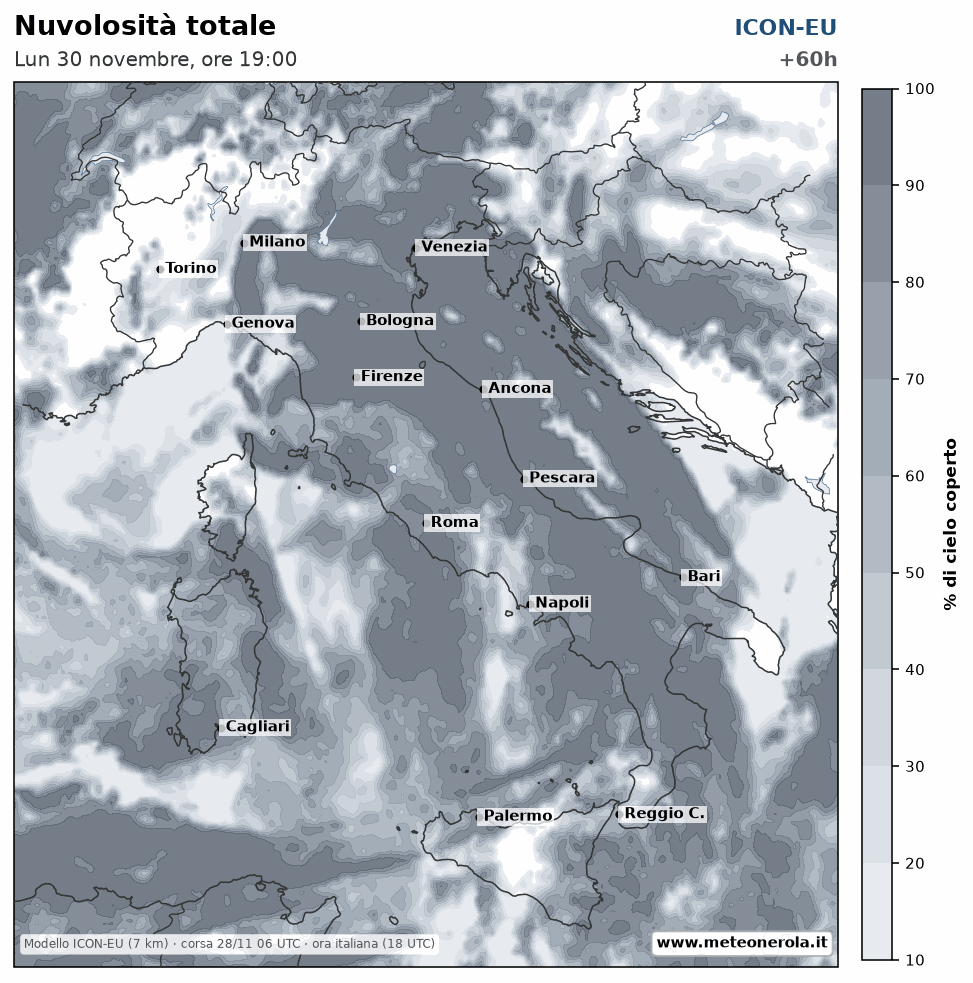 Nuvolosità totale
ICON-EU
Lun 30 novembre, ore 19:00
+60h
100
90
80
70
60
50
40
30
20
10
% di cielo coperto
Milano
Venezia
Torino
Genova
Bologna
Firenze
Ancona
Pescara
Roma
Bari
Napoli
Cagliari
Palermo
Reggio C.
Modello ICON-EU (7 km) · corsa 28/11 06 UTC · ora italiana (18 UTC)
www.meteonerola.it